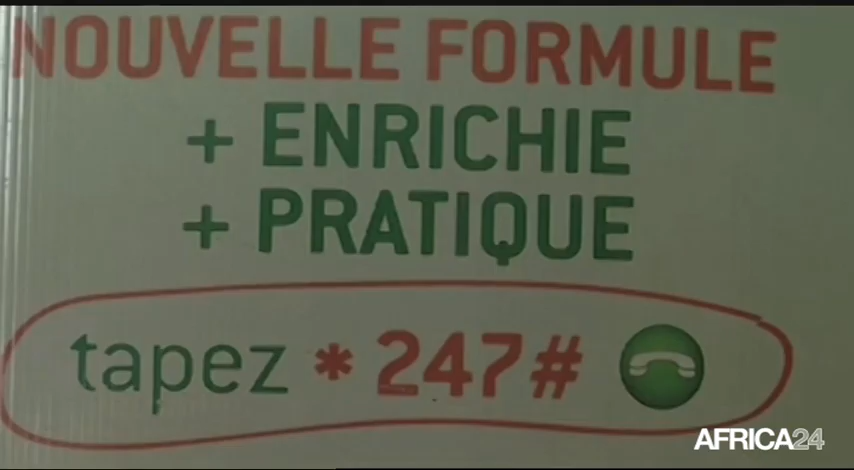 NOUVELLE FORMULE
+ ENRICHIE
+ PRATIQUE
tapez * 247#
AFRICA24